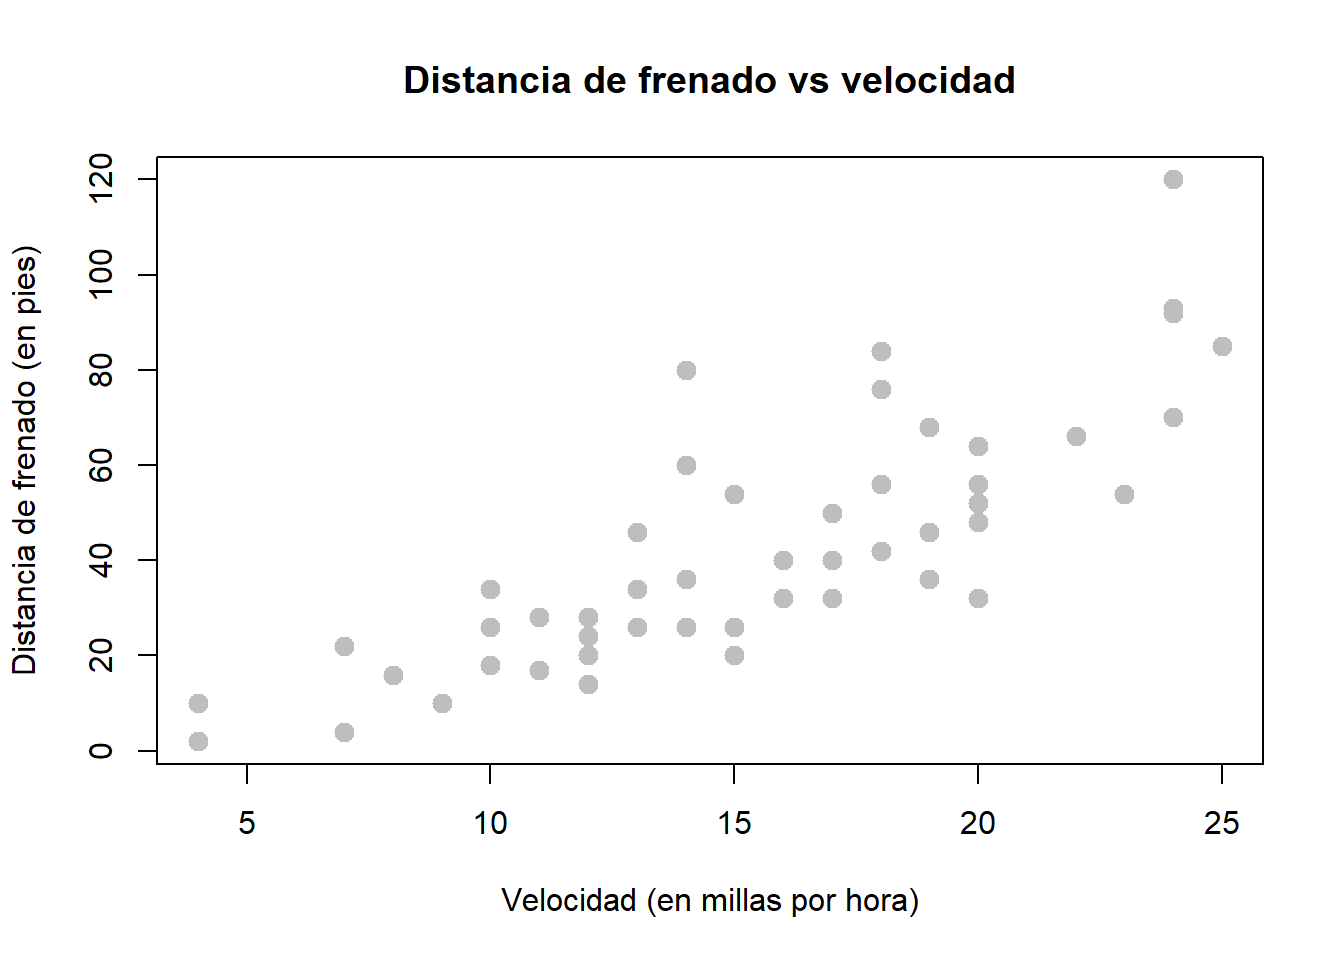 Distancia de frenado vs velocidad
Distancia de frenado (en pies)
120
100
80
60
40
20
0
5 10 15 20 25
Velocidad (en millas por hora)